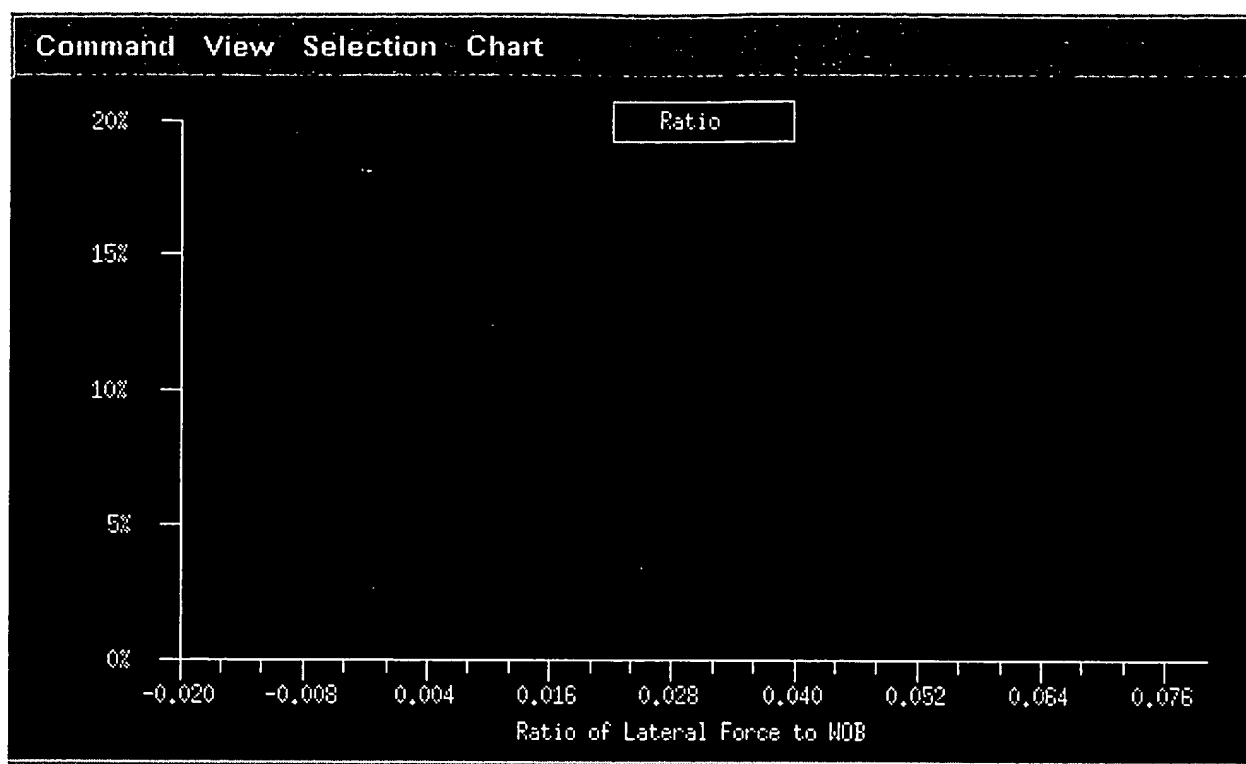 Command View Selection Chart
Ratio
20%
15%
10%
5%
0%
-0.020 -0.008 0.004 0.016 0.028 0.040 0.052 0.064 0.076
Ratio of Lateral Force to WOB